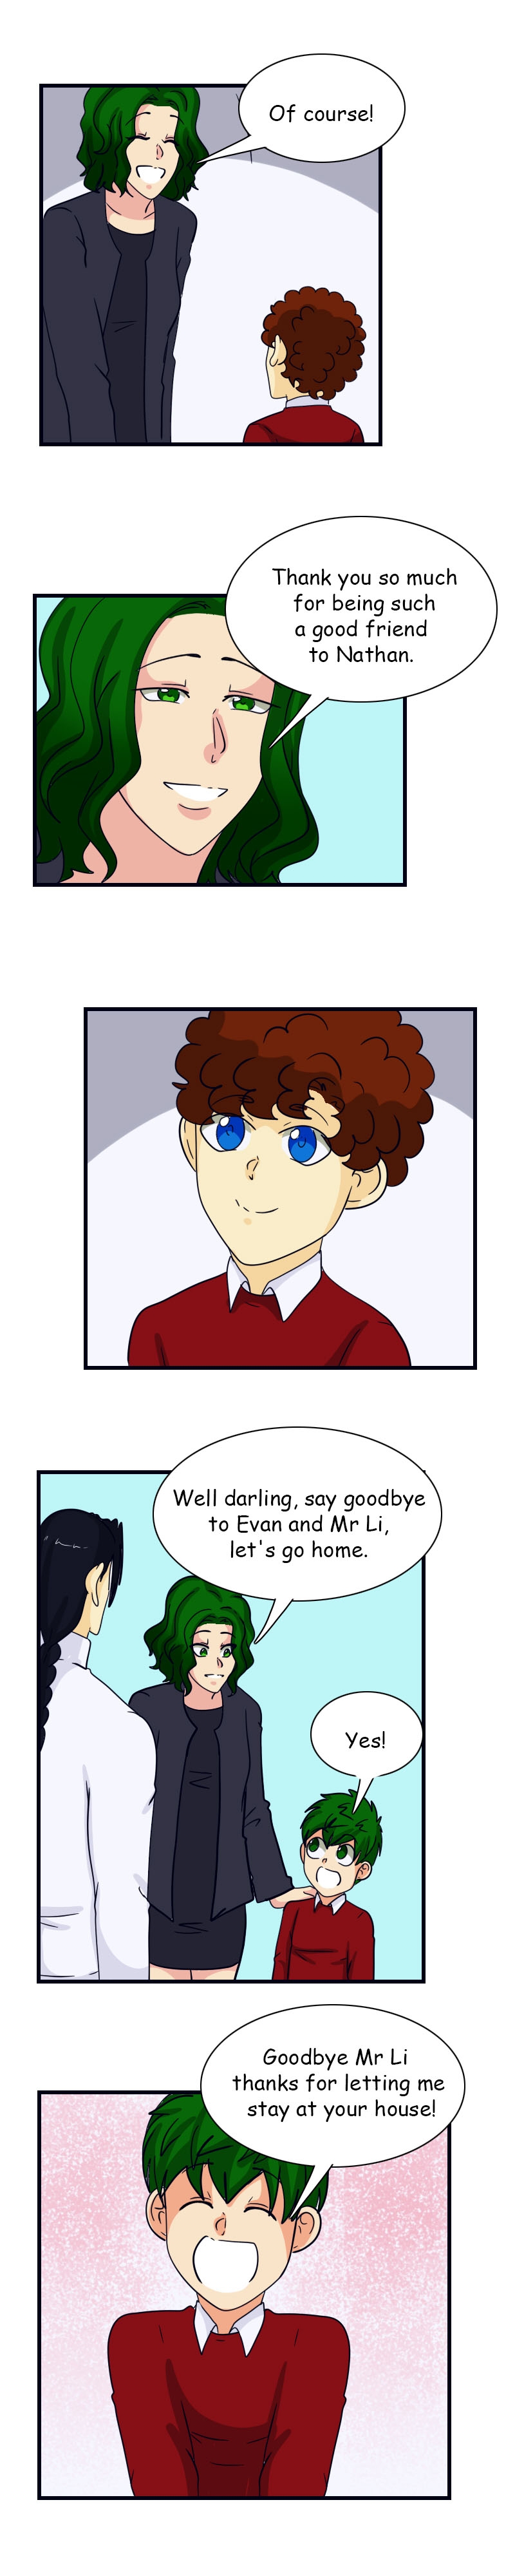 Of course!
Thank you so much
for being such
a good friend
to Nathan.
Well darling, say goodbye
to Evan and Mr Li,
let's go home.
Yes!
Goodbye Mr Li
thanks for letting me
stay at your house!